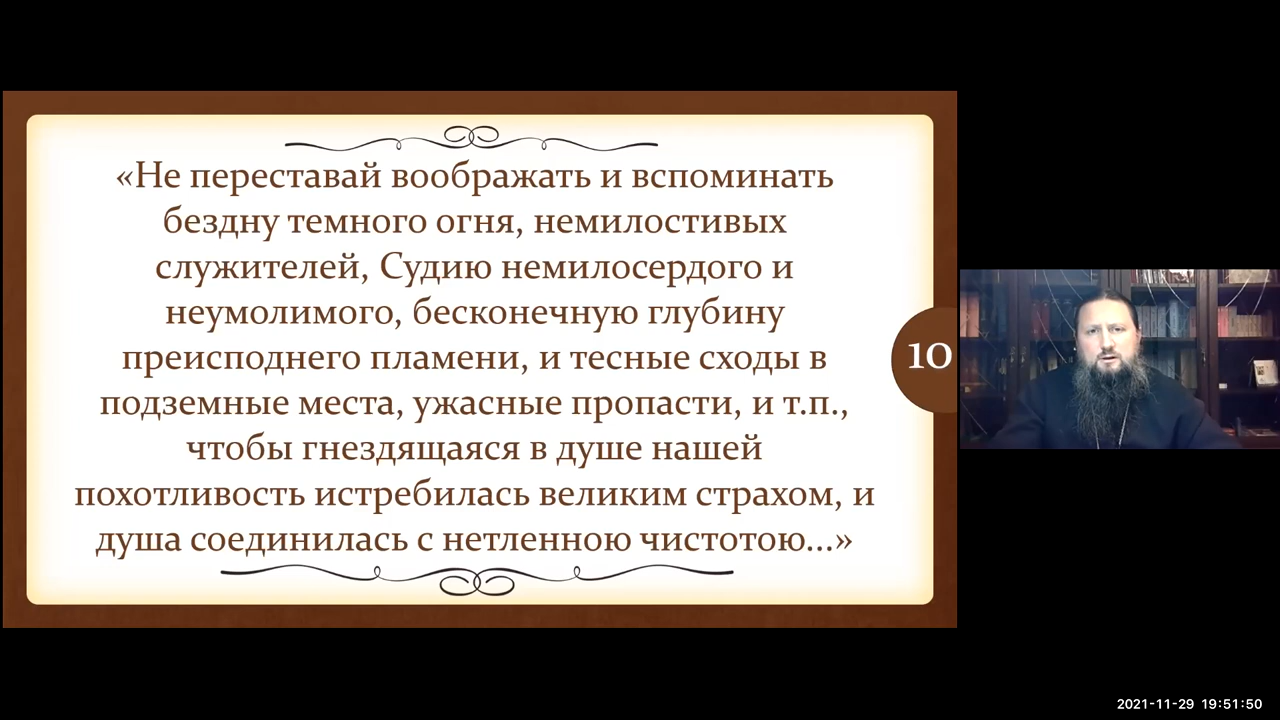 «Не переставай воображать и вспоминать
бездну темного огня, немилостивых
служителей, Судию немилосердого и
неумолимого, бесконечную глубину
преисподнего пламени, и тесные сходы в
подземные места, ужасные пропасти, и т.п.,
чтобы гнездящаяся в душе нашей
похотливость истребилась великим страхом, и
душа соединилась с нетленною чистотою...»
10
2021-11-29 19:51:50